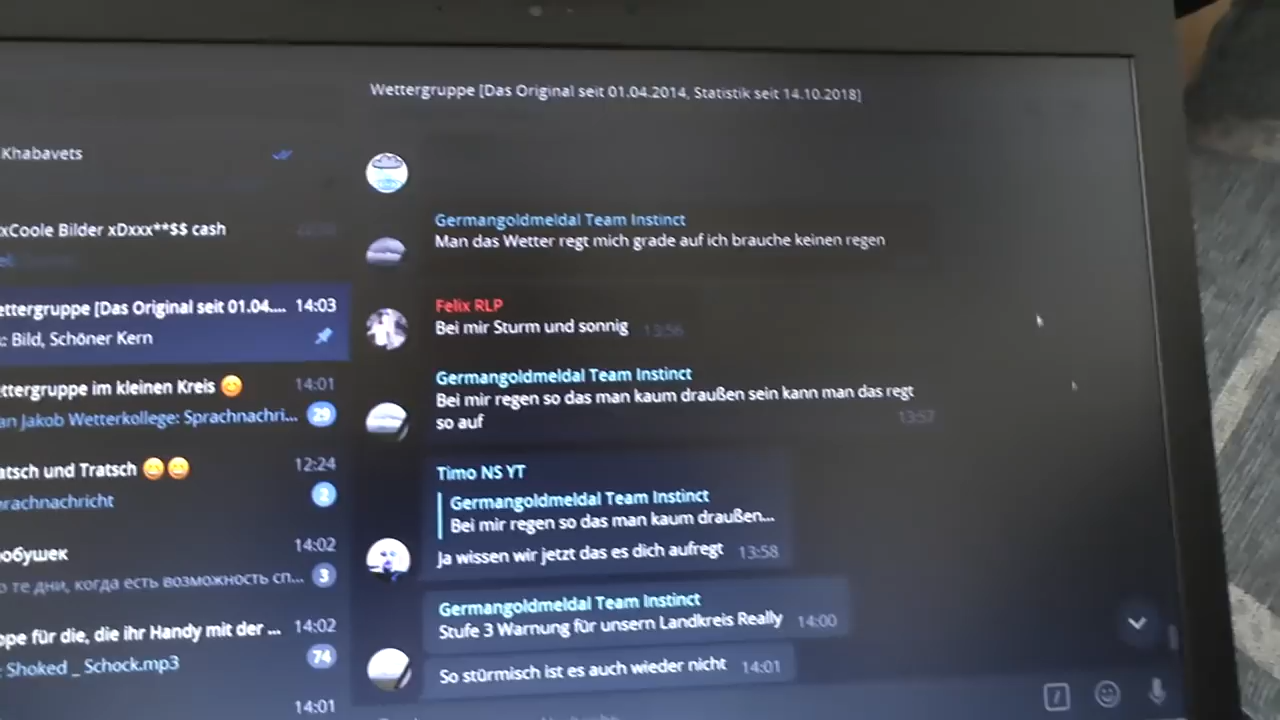 Wettergruppe [Das Original seit 01.04.2014, Statistik seit 14.10.2018]
Khabavets
xCoole Bilder xDxxx**$$ cash
ettergruppe [Das Original seit 01.04.... 14:03
: Bild, Schöner Kern
ettergruppe im kleinen Kreis 😊 14:01
an Jakob Wetterkollege: Sprachnachri... 29
atsch und Tratsch 😄😄 12:24
prachnachricht 2
обушек 14:02
о те дни, когда есть возможность сп... 3
ppe für die, die ihr Handy mit der ... 14:02
: Shoked _ Schock.mp3 74
14:01
Germangoldmeldal Team Instinct
Man das Wetter regt mich grade auf ich brauche keinen regen
Felix RLP
Bei mir Sturm und sonnig 13:56
Germangoldmeldal Team Instinct
Bei mir regen so das man kaum draußen sein kann man das regt
so auf 13:57
Timo NS YT
Germangoldmeldal Team Instinct
Bei mir regen so das man kaum draußen...
Ja wissen wir jetzt das es dich aufregt 13:58
Germangoldmeldal Team Instinct
Stufe 3 Warnung für unsern Landkreis Really 14:00
So stürmisch ist es auch wieder nicht 14:01